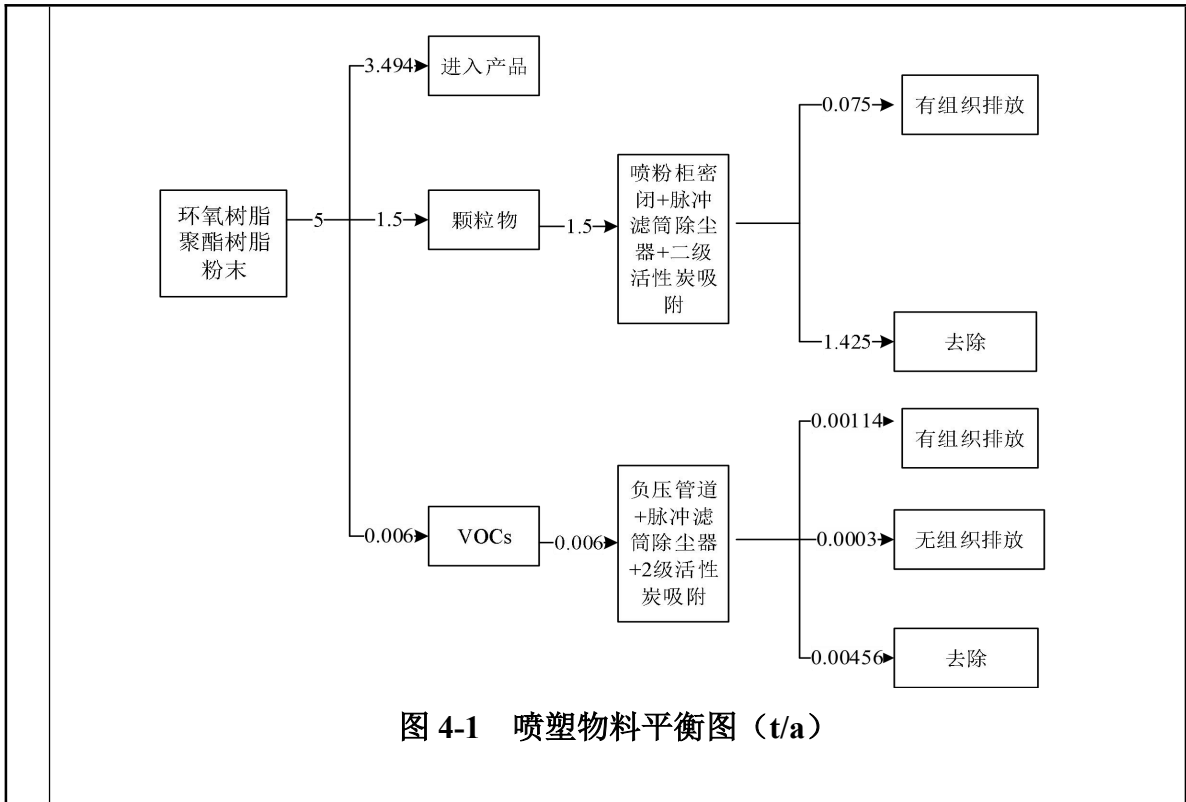 3.494
进入产品
0.075
有组织排放
环氧树脂
聚酯树脂
粉末
5
1.5
颗粒物
1.5
喷粉柜密
闭+脉冲
滤筒除尘
器+二级
活性炭吸
附
1.425
去除
0.00114
有组织排放
0.006
VOCs
0.006
负压管道
+脉冲滤
筒除尘器
+2级活性
炭吸附
0.0003
无组织排放
0.00456
去除
图 4-1 喷塑物料平衡图（t/a）